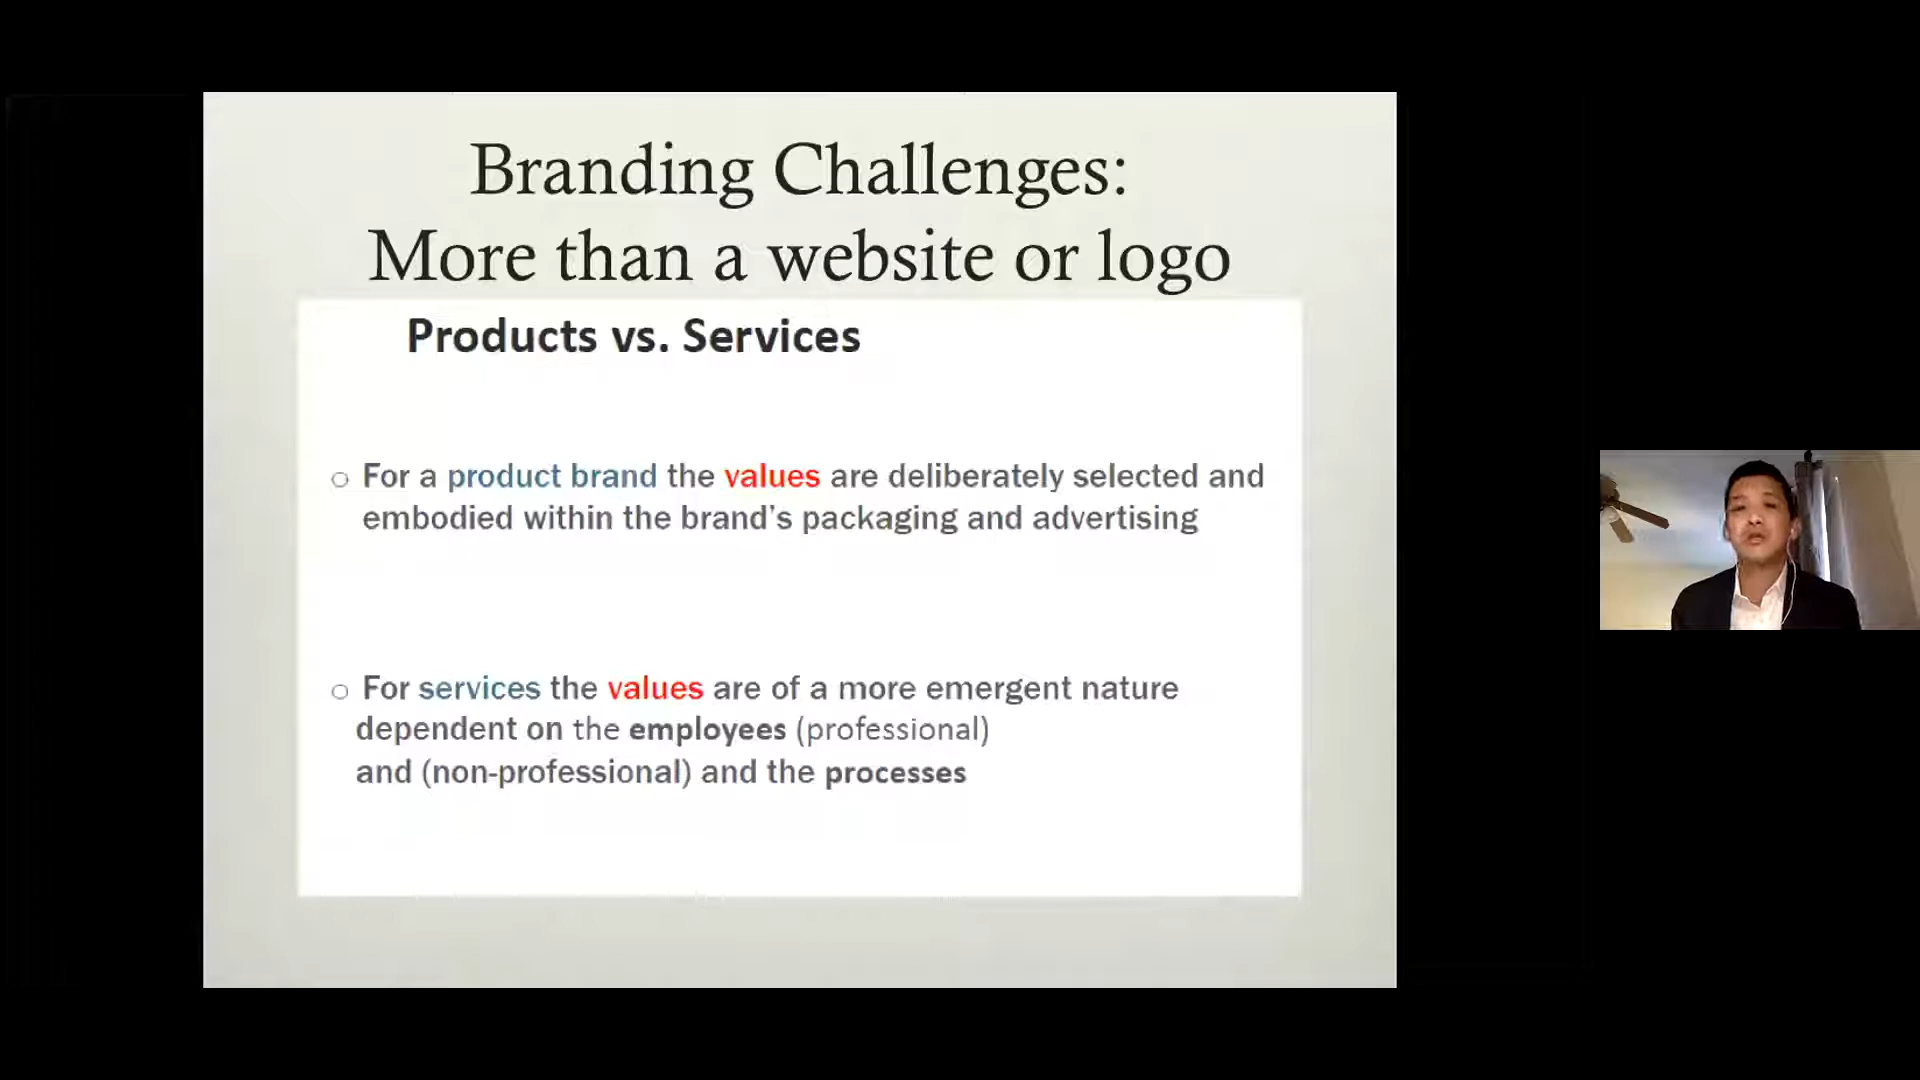 Branding Challenges:
More than a website or logo
Products vs. Services
For a product brand the values are deliberately selected and
embodied within the brand’s packaging and advertising
For services the values are of a more emergent nature
dependent on the employees (professional)
and (non-professional) and the processes